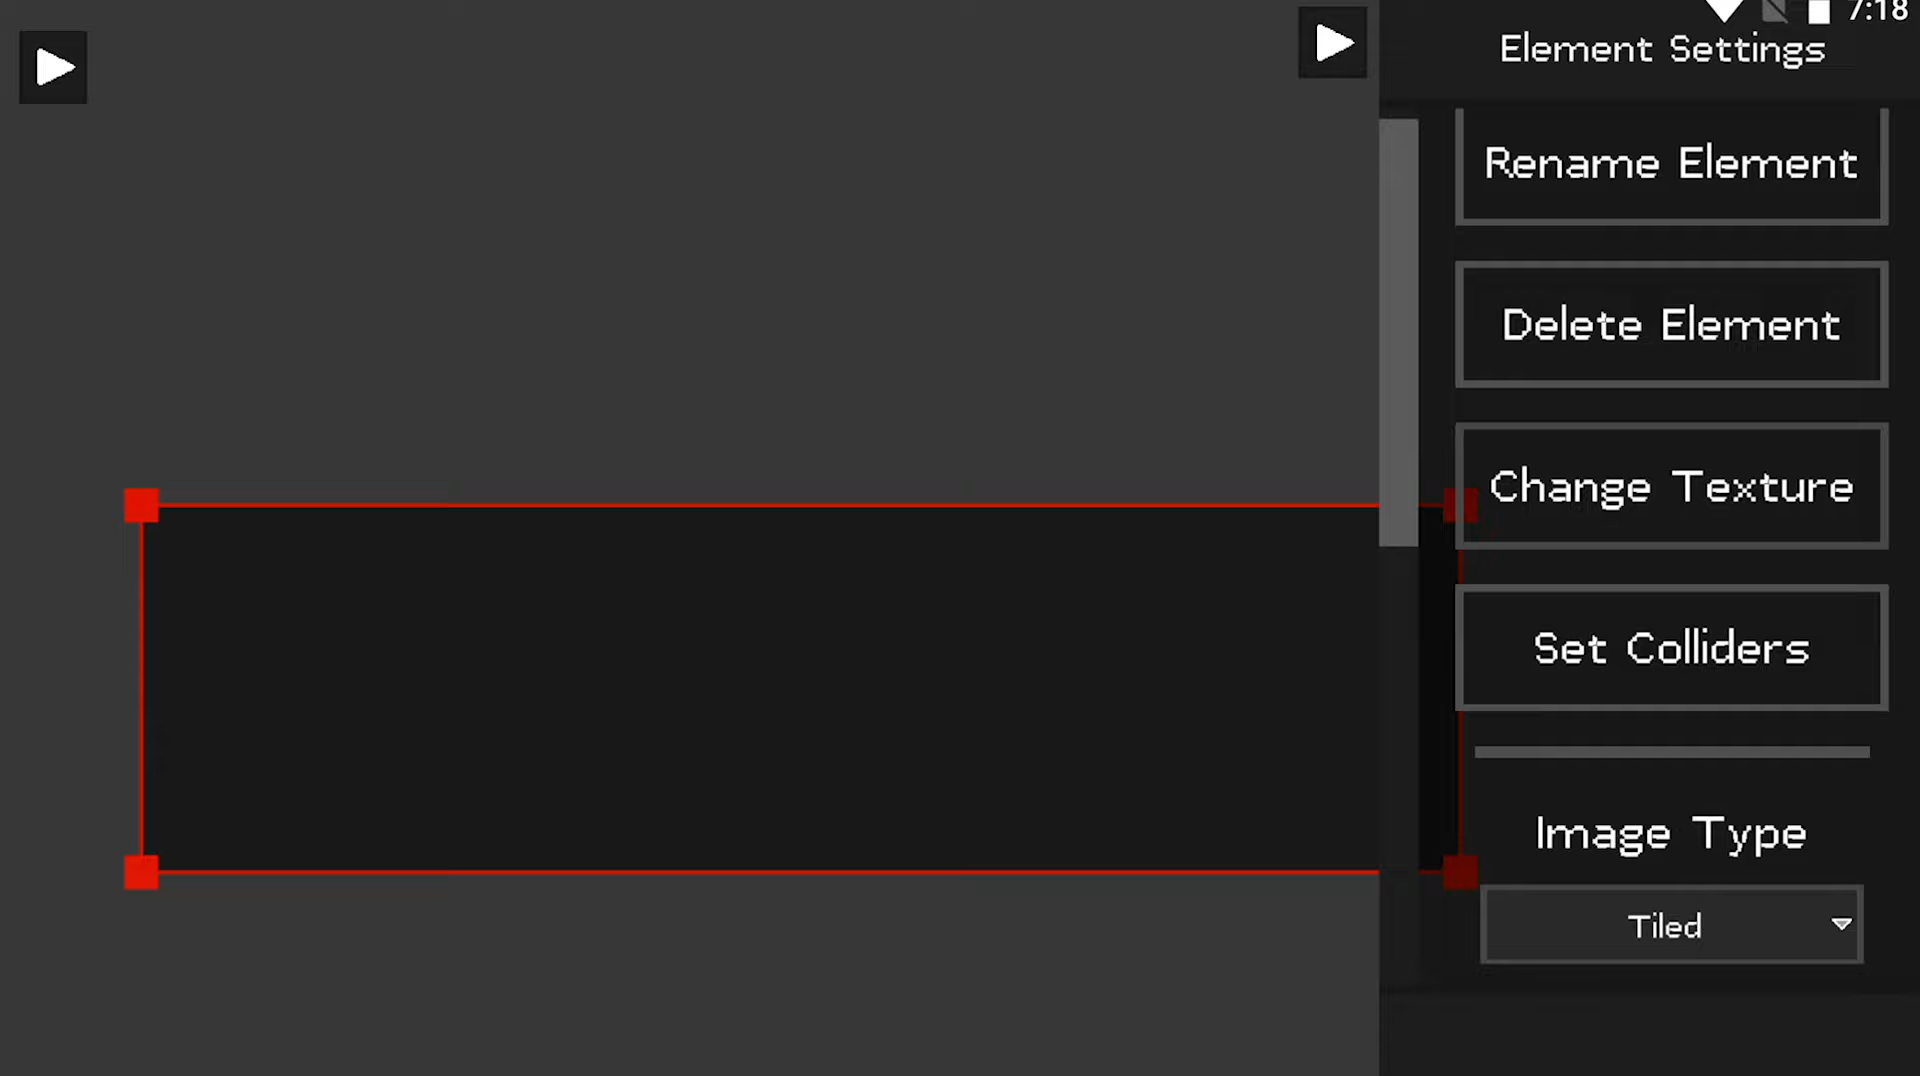 7:18
Element Settings
Rename Element
Delete Element
Change Texture
Set Colliders
Image Type
Tiled